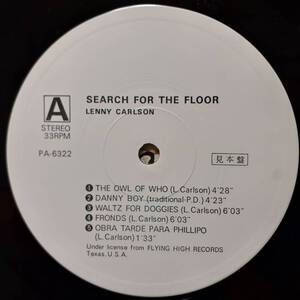 SEARCH FOR THE FLOOR
LENNY CARLSON
A
STEREO
33RPM
PA-6322
見本盤
1 THE OWL OF WHO (L.Carlson) 4'28"
2 DANNY BOY (traditional-P.D.) 4'28"
3 WALTZ FOR DOGGIES (L.Carlson) 6'03"
4 FRONDS (L.Carlson) 6'03"
5 OBRA TARDE PARA PHILLIPO
(L.Carlson) 1'33"
Under license from FLYING HIGH RECORDS
Texas, U.S.A.